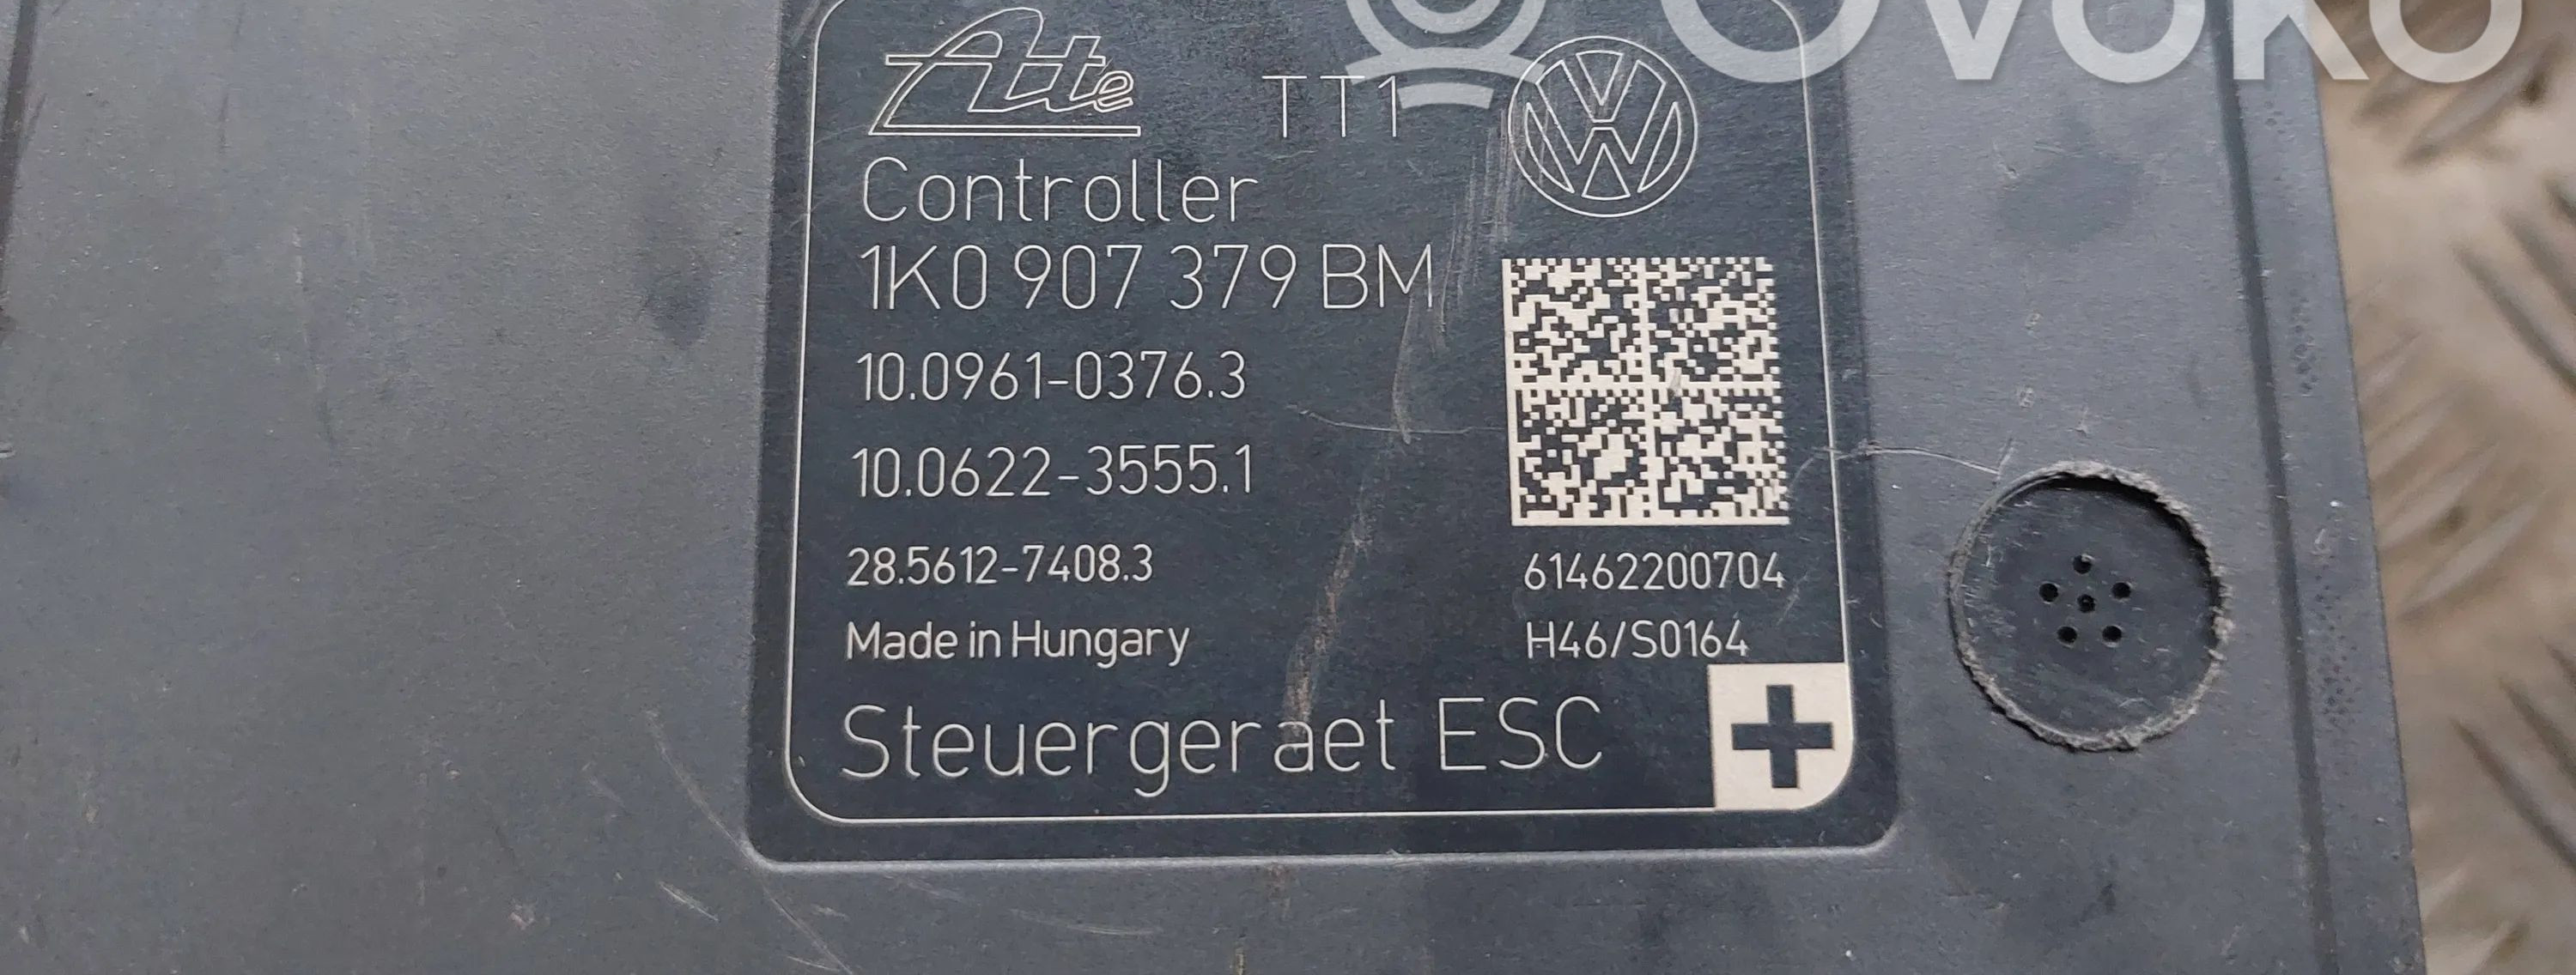 OVOKO
Ate
TT1
Controller
1K0 907 379 BM
10.0961-0376.3
10.0622-3555.1
28.5612-7408.3
61462200704
Made in Hungary
H46/S0164
Steuergeraet ESC